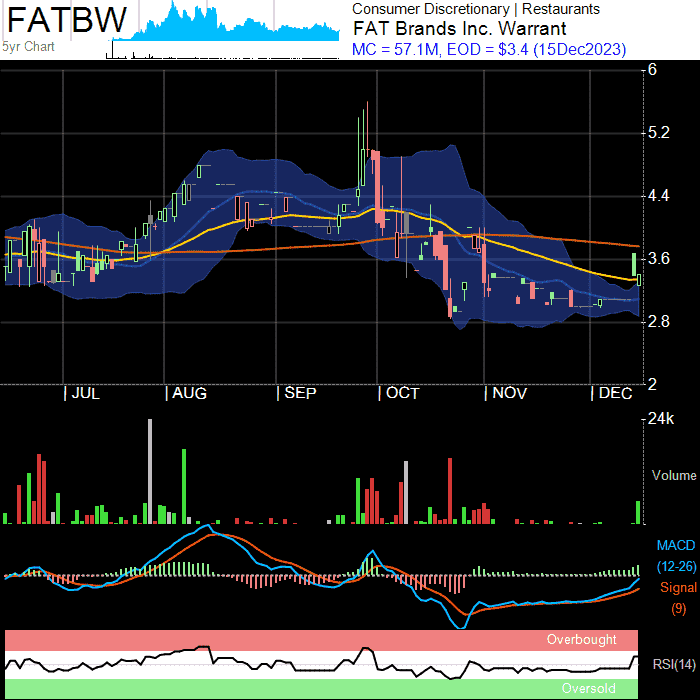 FATBW
5yr Chart
Consumer Discretionary | Restaurants
FAT Brands Inc. Warrant
MC = 57.1M, EOD = $3.4 (15Dec2023)
6
5.2
4.4
3.6
2.8
2
| JUL | AUG | SEP | OCT | NOV | DEC
24k
Volume
MACD
(12-26)
Signal
(9)
Overbought
RSI(14)
Oversold